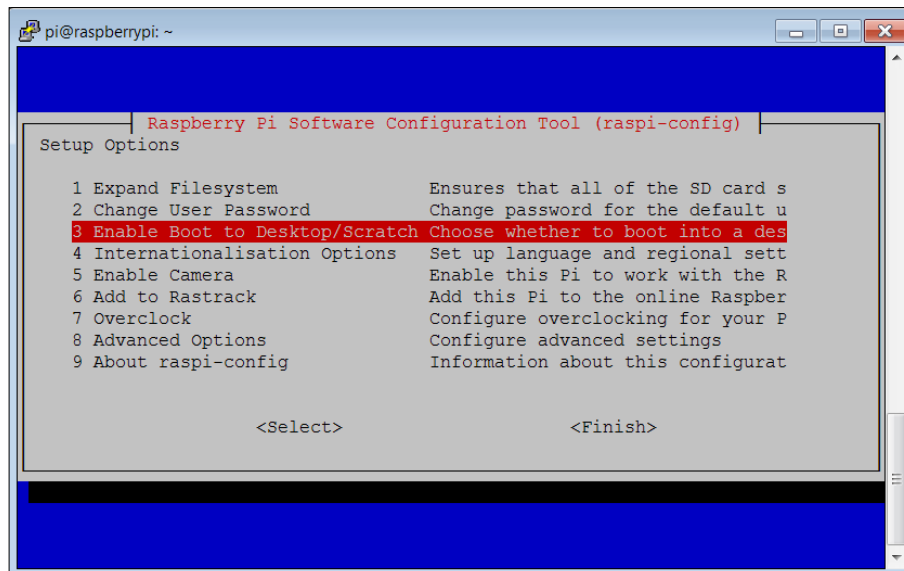 pi@raspberrypi: ~
Raspberry Pi Software Configuration Tool (raspi-config)
Setup Options
1 Expand Filesystem Ensures that all of the SD card s
2 Change User Password Change password for the default u
3 Enable Boot to Desktop/Scratch Choose whether to boot into a des
4 Internationalisation Options Set up language and regional sett
5 Enable Camera Enable this Pi to work with the R
6 Add to Rastrack Add this Pi to the online Raspber
7 Overclock Configure overclocking for your P
8 Advanced Options Configure advanced settings
9 About raspi-config Information about this configurat
<Select> <Finish>